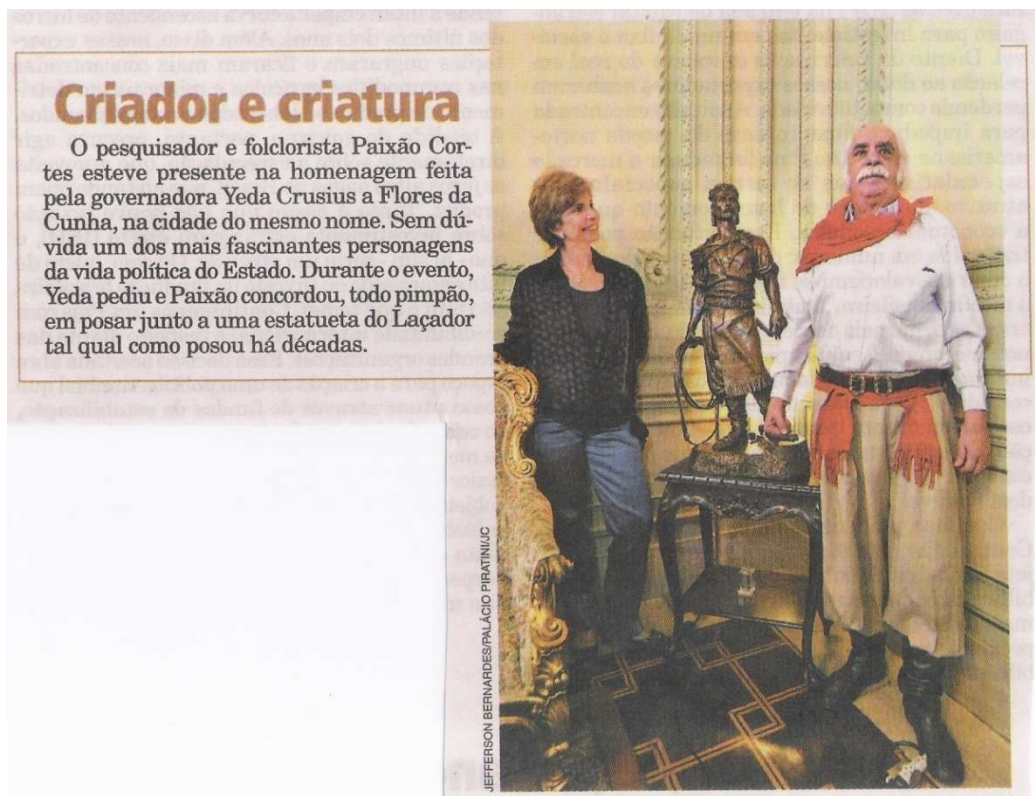 Criador e criatura
O pesquisador e folclorista Paixão Cor-
tes esteve presente na homenagem feita
pela governadora Yeda Crusius a Flores da
Cunha, na cidade do mesmo nome. Sem dú-
vida um dos mais fascinantes personagens
da vida política do Estado. Durante o evento,
Yeda pediu e Paixão concordou, todo pimpão,
em posar junto a uma estatueta do Laçador
tal qual como posou há décadas.
JEFFERSON BERNARDES/PALÁCIO PIRATINI/JC